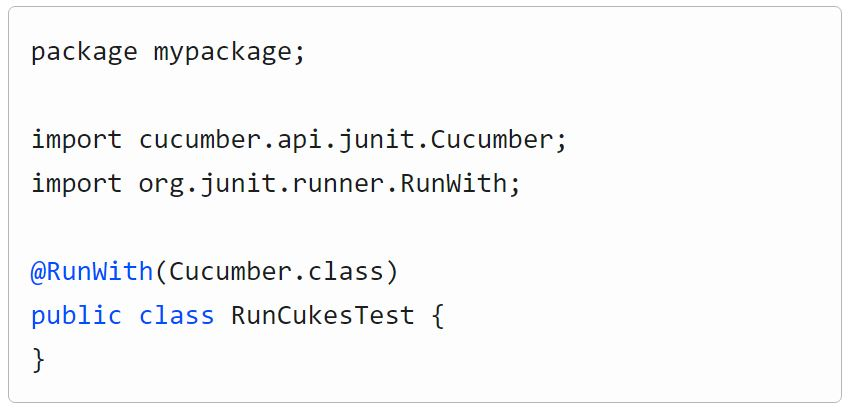 package mypackage;
import cucumber.api.junit.Cucumber;
import org.junit.runner.RunWith;
@RunWith(Cucumber.class)
public class RunCukesTest {
}